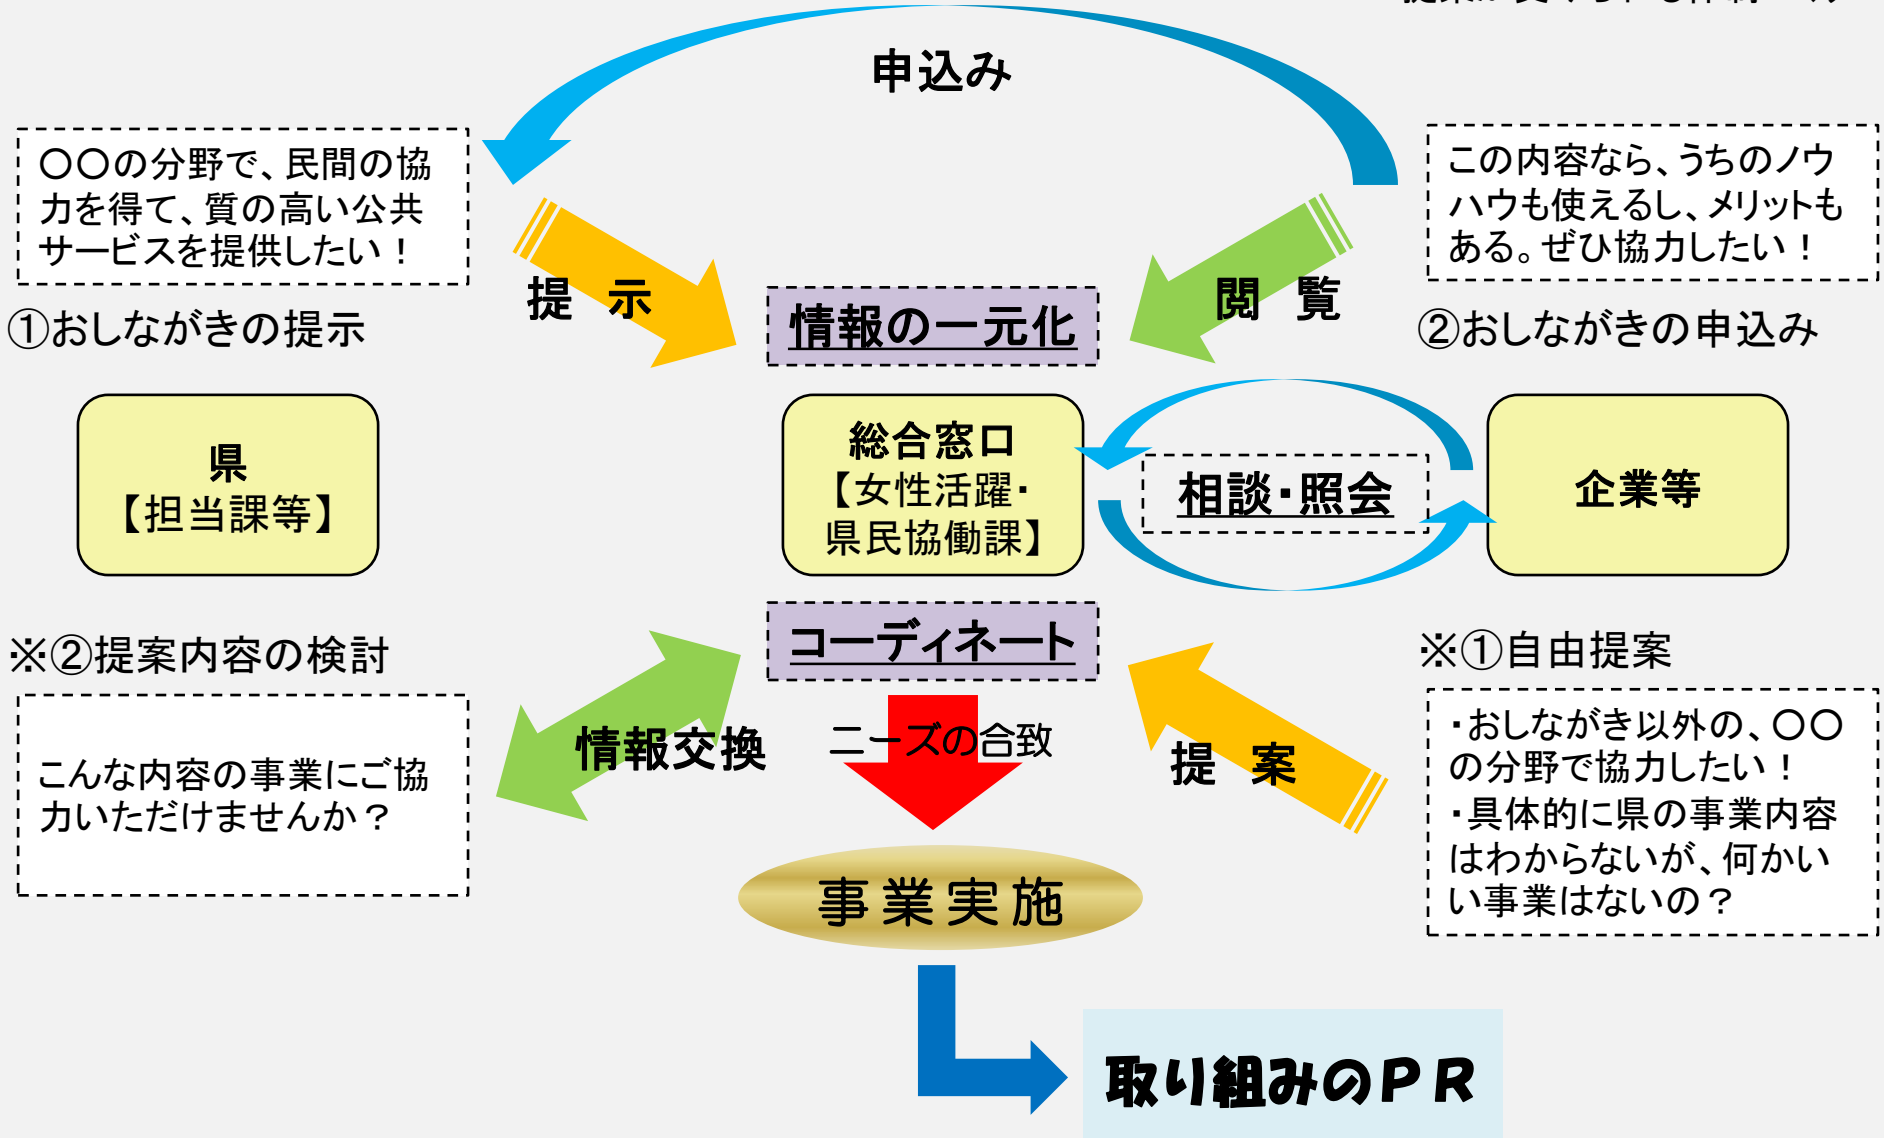 申込み
〇〇の分野で、民間の協
力を得て、質の高い公共
サービスを提供したい！
この内容なら、うちのノウ
ハウも使えるし、メリットも
ある。ぜひ協力したい！
提　示
閲　覧
①おしながきの提示
情報の一元化
②おしながきの申込み
県
【担当課等】
総合窓口
【女性活躍・
県民協働課】
相談・照会
企業等
※②提案内容の検討
コーディネート
※①自由提案
こんな内容の事業にご協
力いただけませんか？
情報交換
ニーズの合致
提　案
・おしながき以外の、〇〇
の分野で協力したい！
・具体的に県の事業内容
はわからないが、何かい
い事業はないの？
事業実施
取り組みのＰＲ